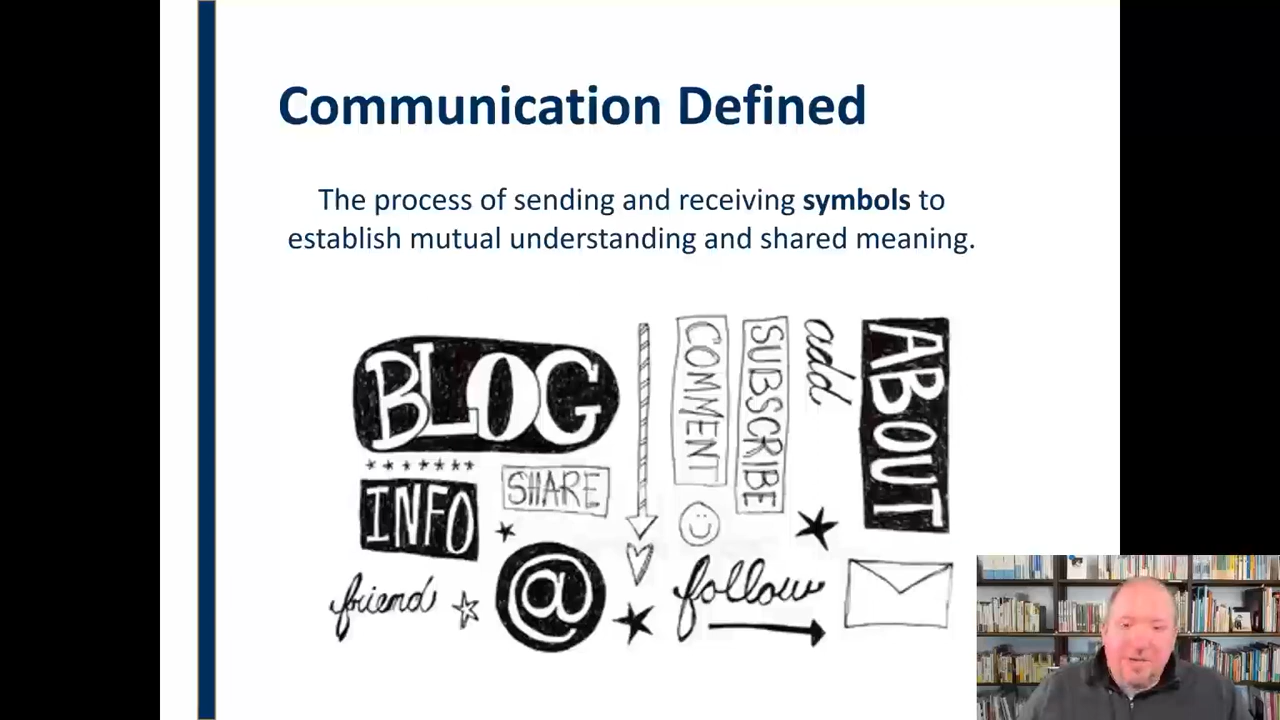 Communication Defined
The process of sending and receiving symbols to
establish mutual understanding and shared meaning.
BLOG
COMMENT
SUBSCRIBE
add
ABOUT
INFO
SHARE
friend
@
follow